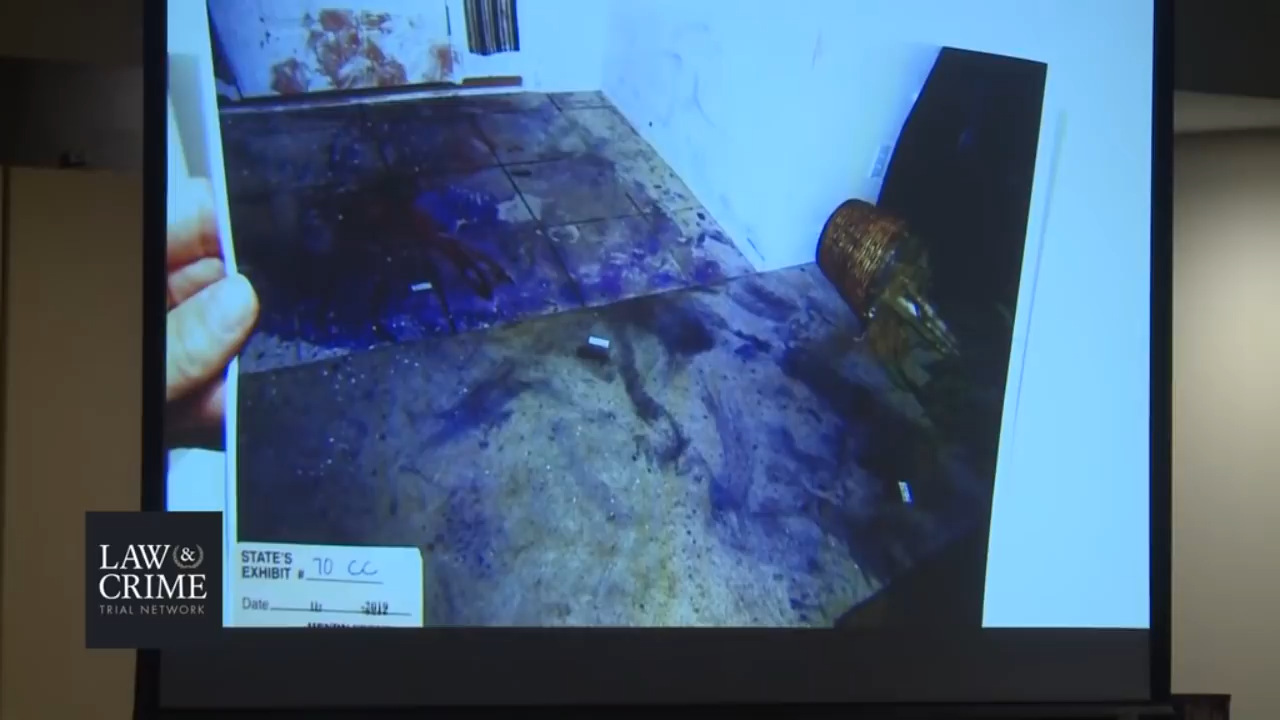 STATE'S
EXHIBIT # 70 CC
Date 2019
LAW & CRIME
TRIAL NETWORK